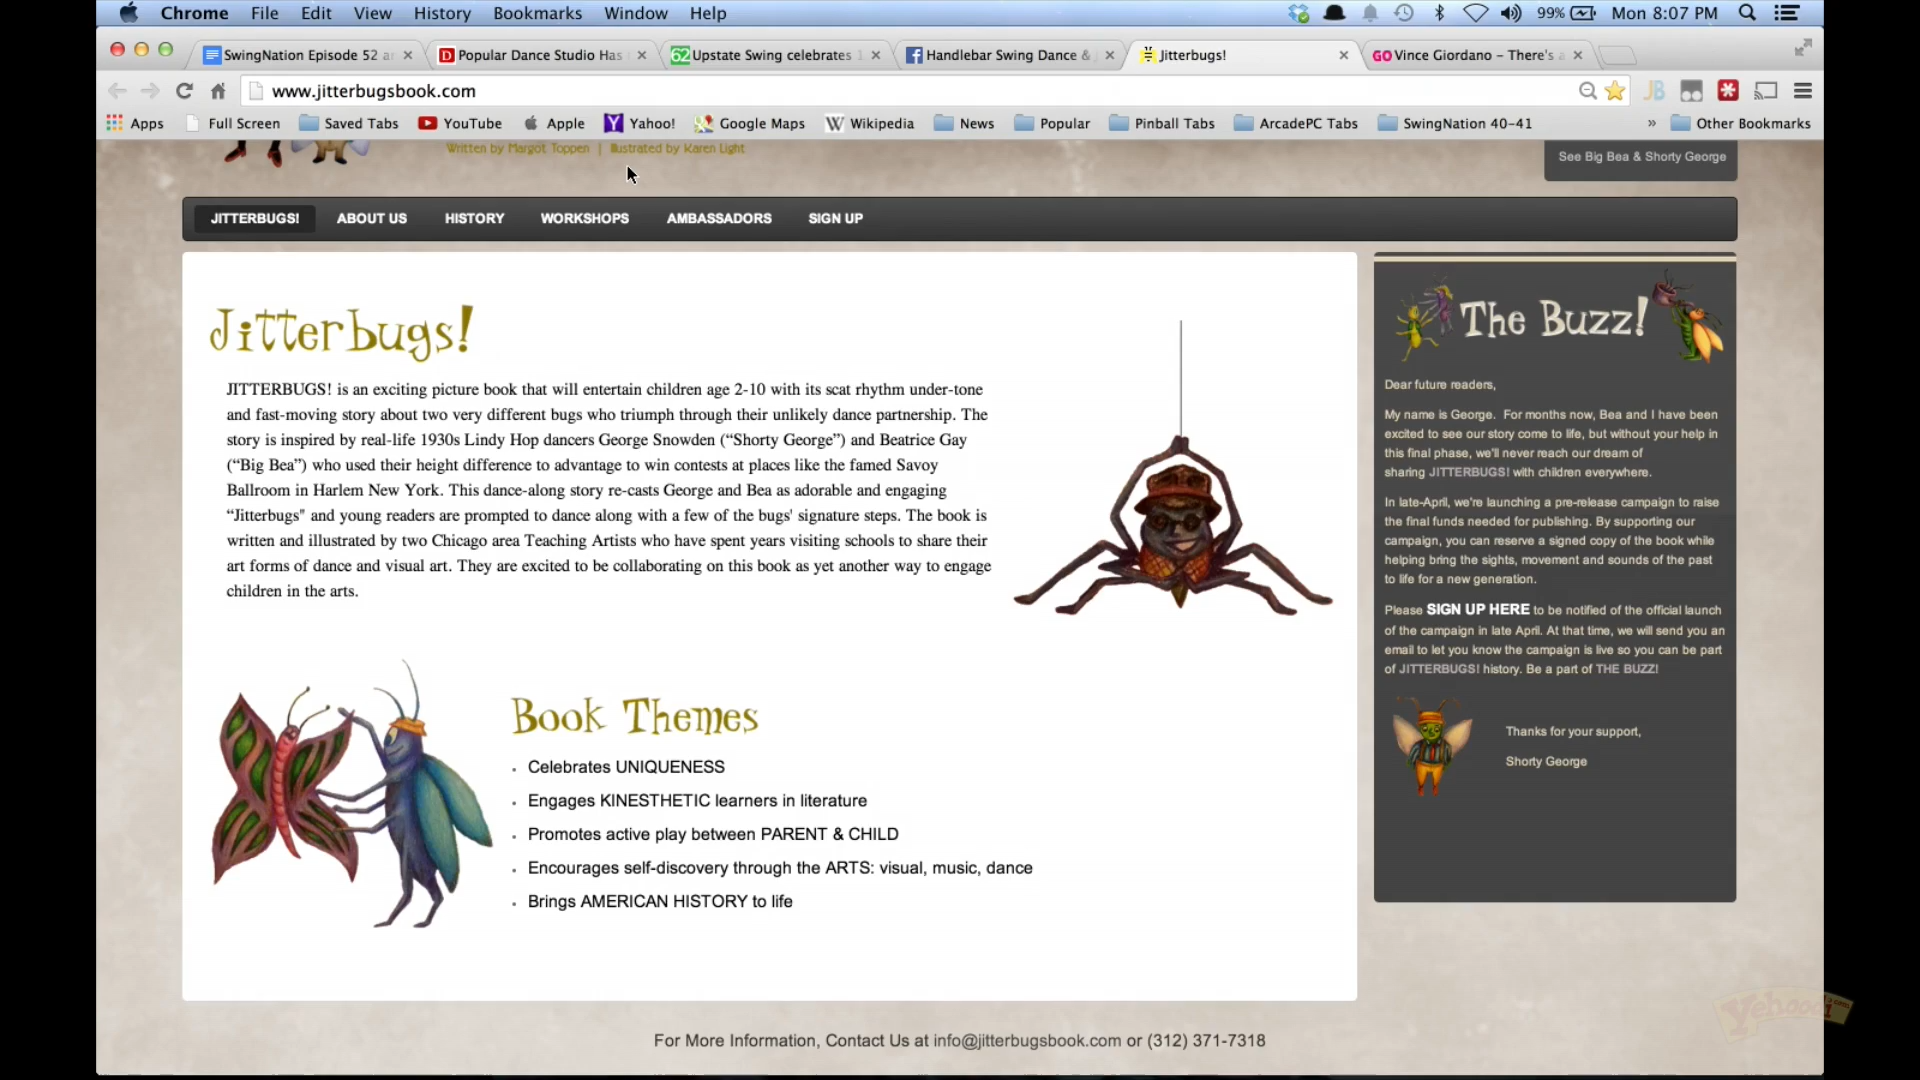 Chrome File Edit View History Bookmarks Window Help 99% Mon 8:07 PM
SwingNation Episode 52 a Popular Dance Studio Has Upstate Swing celebrates 1 Handlebar Swing Dance & J Jitterbugs! GO Vince Giordano – There's a
www.jitterbugsbook.com
Apps Full Screen Saved Tabs YouTube Apple Yahoo! Google Maps Wikipedia News Popular Pinball Tabs ArcadePC Tabs SwingNation 40-41 » Other Bookmarks
Written by Margot Toppen | Illustrated by Karen Light
See Big Bea & Shorty George
JITTERBUGS! ABOUT US HISTORY WORKSHOPS AMBASSADORS SIGN UP
Jitterbugs!
JITTERBUGS! is an exciting picture book that will entertain children age 2-10 with its scat rhythm under-tone
and fast-moving story about two very different bugs who triumph through their unlikely dance partnership. The
story is inspired by real-life 1930s Lindy Hop dancers George Snowden (“Shorty George”) and Beatrice Gay
(“Big Bea”) who used their height difference to advantage to win contests at places like the famed Savoy
Ballroom in Harlem New York. This dance-along story re-casts George and Bea as adorable and engaging
“Jitterbugs" and young readers are prompted to dance along with a few of the bugs' signature steps. The book is
written and illustrated by two Chicago area Teaching Artists who have spent years visiting schools to share their
art forms of dance and visual art. They are excited to be collaborating on this book as yet another way to engage
children in the arts.
Book Themes
Celebrates UNIQUENESS
Engages KINESTHETIC learners in literature
Promotes active play between PARENT & CHILD
Encourages self-discovery through the ARTS: visual, music, dance
Brings AMERICAN HISTORY to life
The Buzz!
Dear future readers,
My name is George. For months now, Bea and I have been
excited to see our story come to life, but without your help in
this final phase, we'll never reach our dream of
sharing JITTERBUGS! with children everywhere.
In late-April, we're launching a pre-release campaign to raise
the final funds needed for publishing. By supporting our
campaign, you can reserve a signed copy of the book while
helping bring the sights, movement and sounds of the past
to life for a new generation.
Please SIGN UP HERE to be notified of the official launch
of the campaign in late April. At that time, we will send you an
email to let you know the campaign is live so you can be part
of JITTERBUGS! history. Be a part of THE BUZZ!
Thanks for your support,
Shorty George
For More Information, Contact Us at info@jitterbugsbook.com or (312) 371-7318
Yehoodi